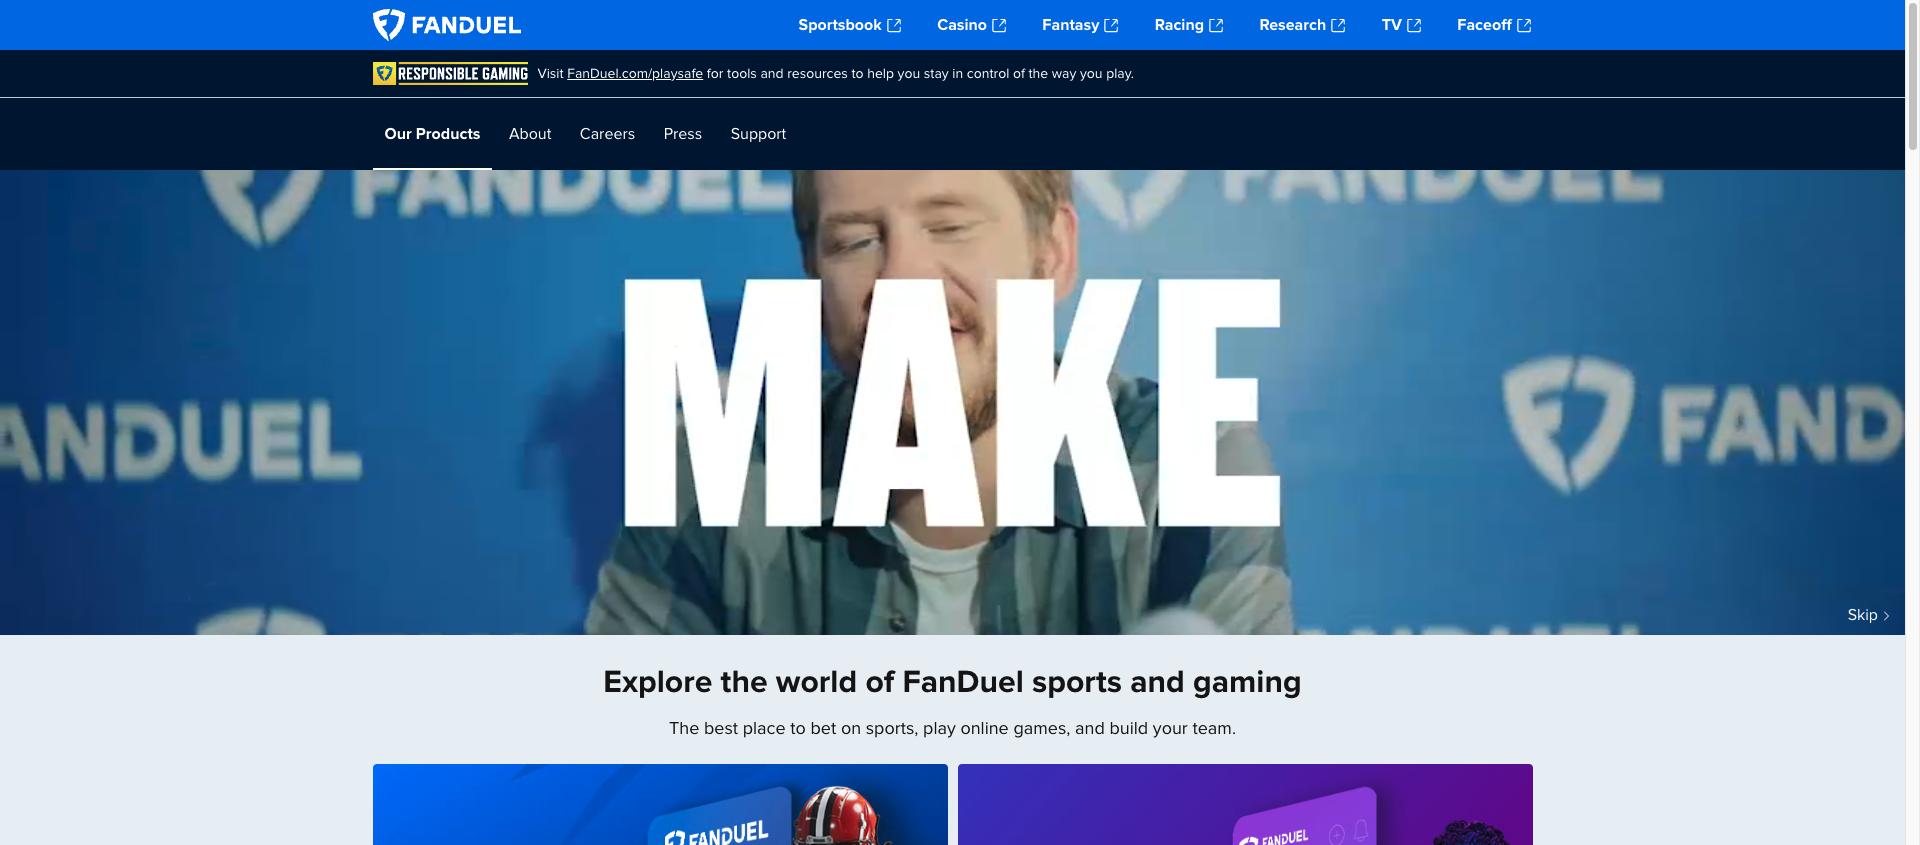 FANDUEL
Sportsbook Casino Fantasy Racing Research TV Faceoff
RESPONSIBLE GAMING Visit FanDuel.com/playsafe for tools and resources to help you stay in control of the way you play.
Our Products About Careers Press Support
FANDUEL FANDUEL
MAKE
ANDUEL FAND
Skip
Explore the world of FanDuel sports and gaming
The best place to bet on sports, play online games, and build your team.
FANDUEL FANDUEL